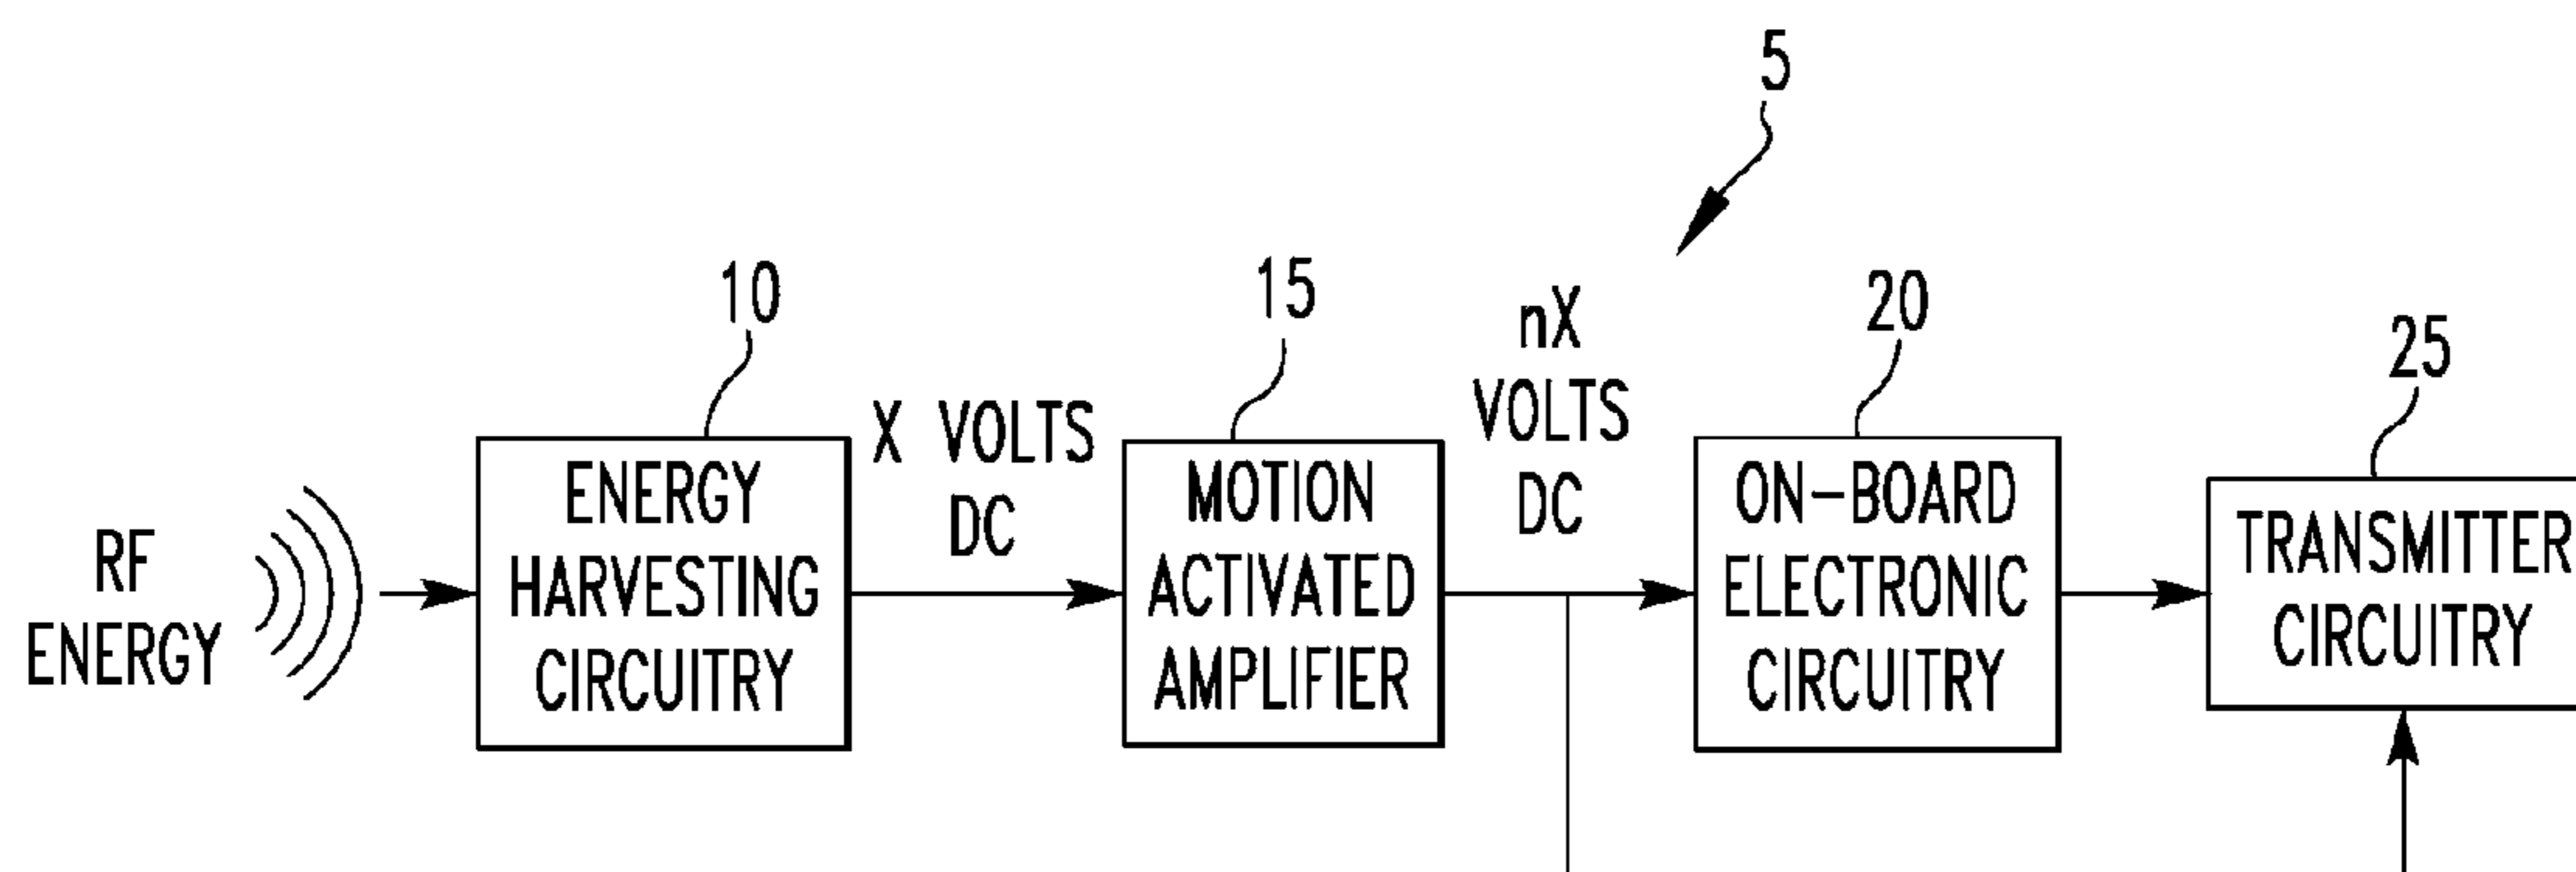 5
10
15
20
25
RF
ENERGY
ENERGY
HARVESTING
CIRCUITRY
X VOLTS
DC
MOTION
ACTIVATED
AMPLIFIER
nX
VOLTS
DC
ON-BOARD
ELECTRONIC
CIRCUITRY
TRANSMITTER
CIRCUITRY